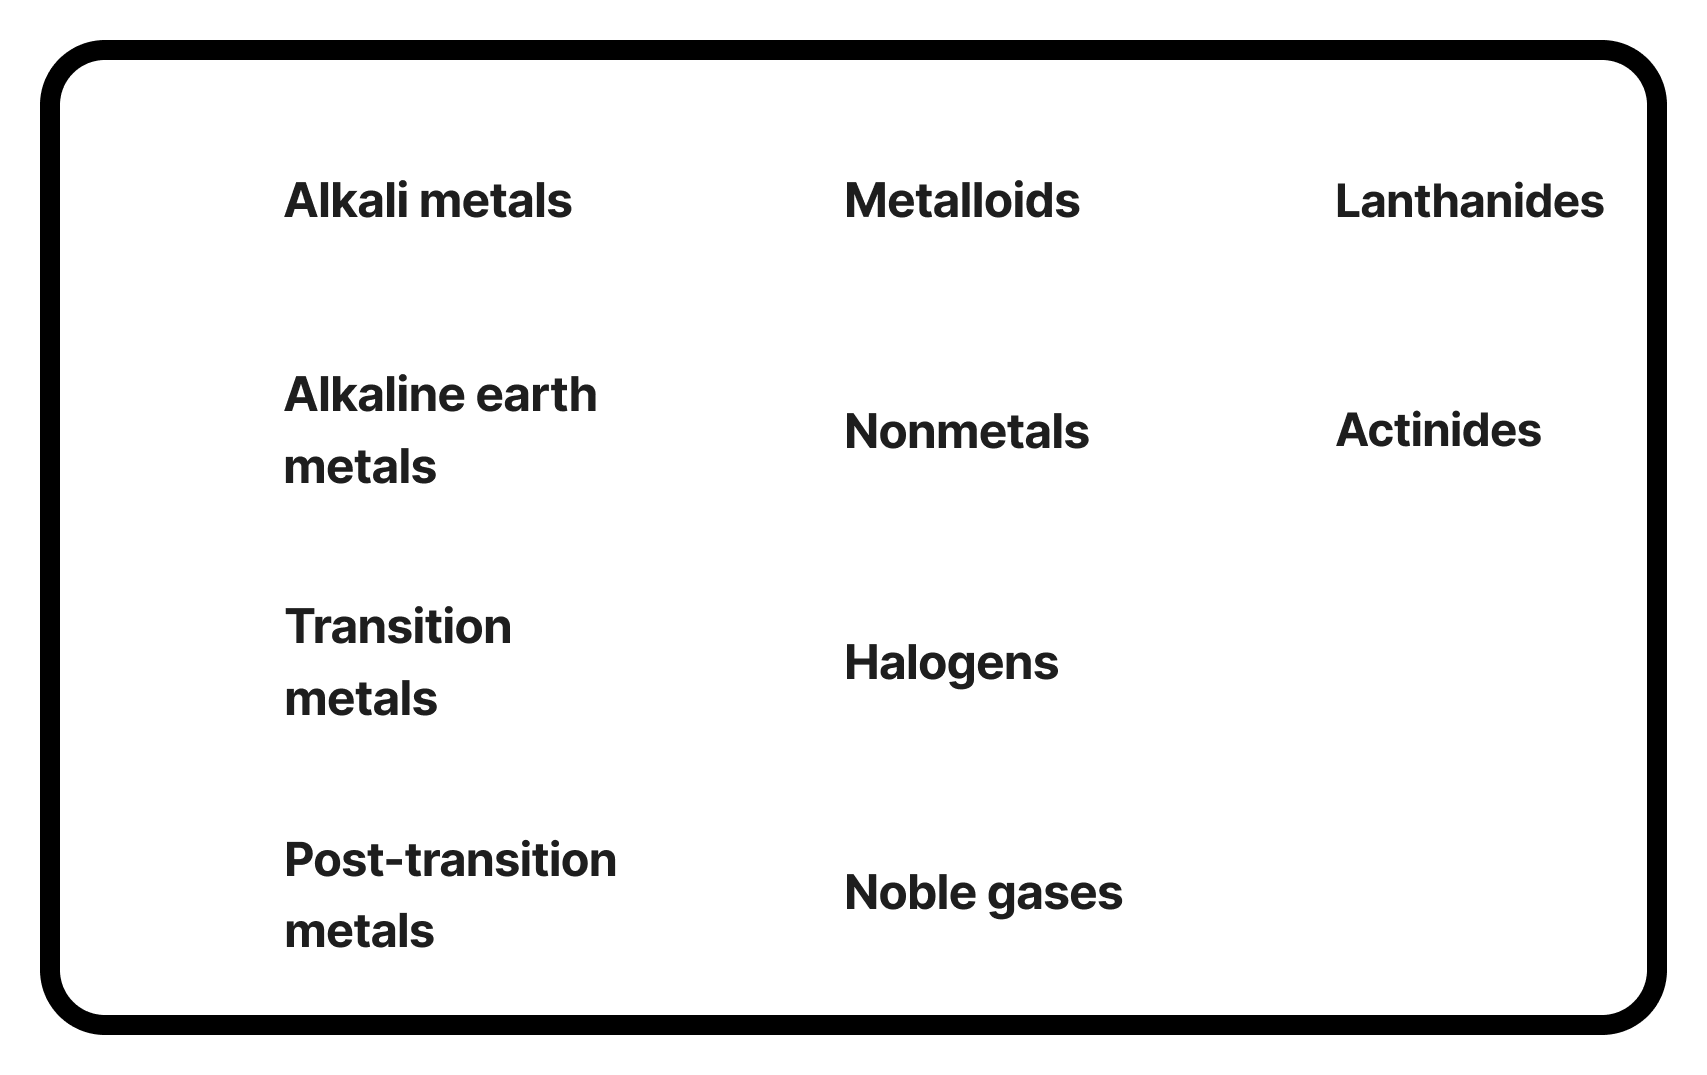 Alkali metals
Alkaline earth
metals
Transition
metals
Post-transition
metals
Metalloids
Nonmetals
Halogens
Noble gases
Lanthanides
Actinides